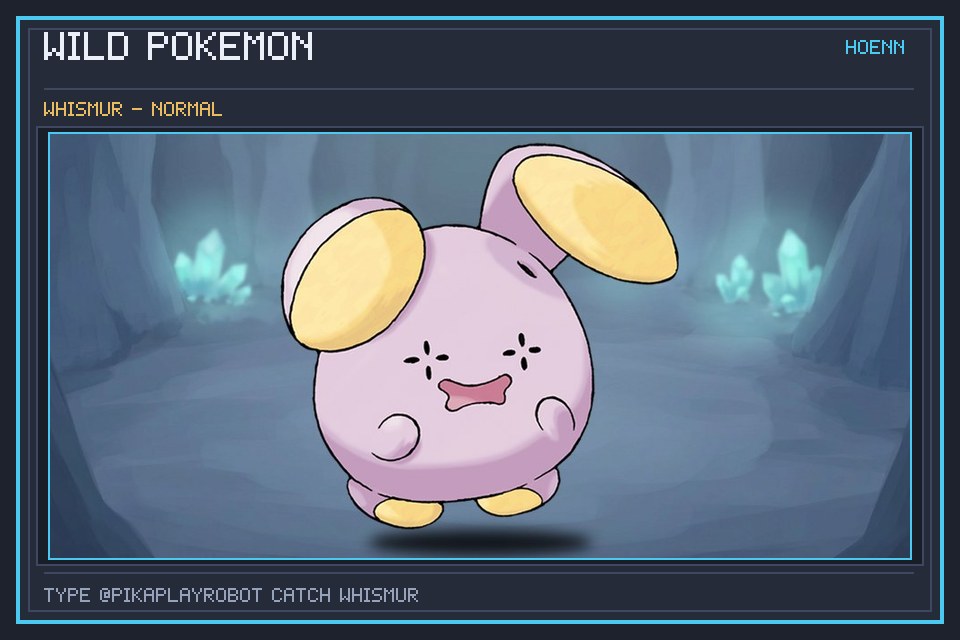 WILD POKEMON
HOENN
WHISMUR - NORMAL
TYPE @PIKAPLAYROBOT CATCH WHISMUR